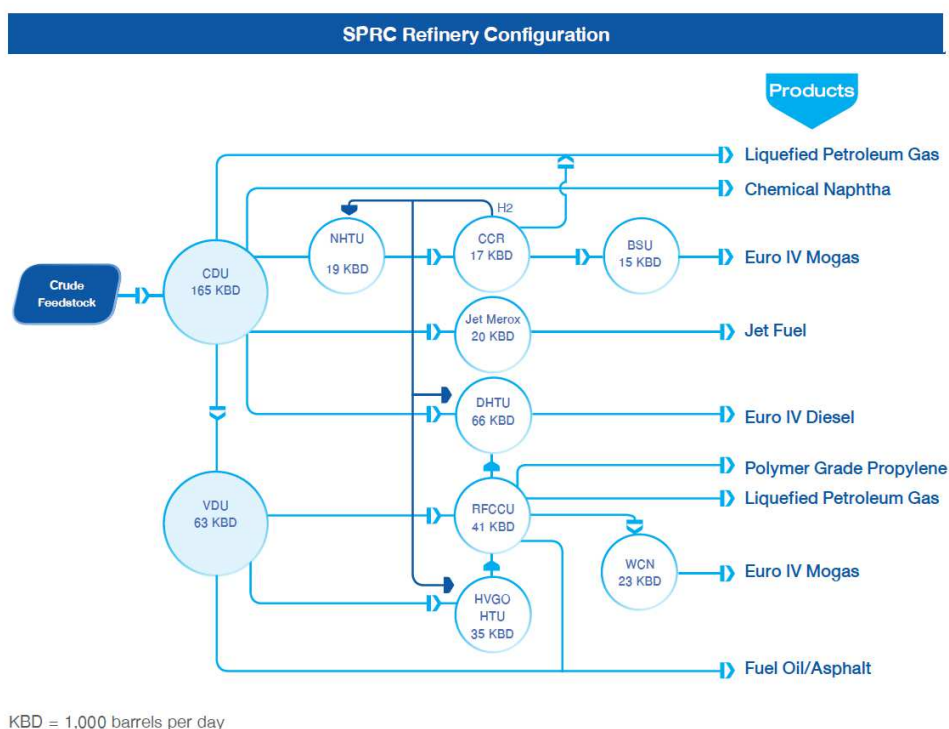 SPRC Refinery Configuration
Products
Liquefied Petroleum Gas
Chemical Naphtha
H2
NHTU
19 KBD
CCR
17 KBD
BSU
15 KBD
Euro IV Mogas
CDU
165 KBD
Crude
Feedstock
Jet Merox
20 KBD
Jet Fuel
DHTU
66 KBD
Euro IV Diesel
Polymer Grade Propylene
VDU
63 KBD
RFCCU
41 KBD
Liquefied Petroleum Gas
WCN
23 KBD
Euro IV Mogas
HVGO
HTU
35 KBD
Fuel Oil/Asphalt
KBD = 1,000 barrels per day